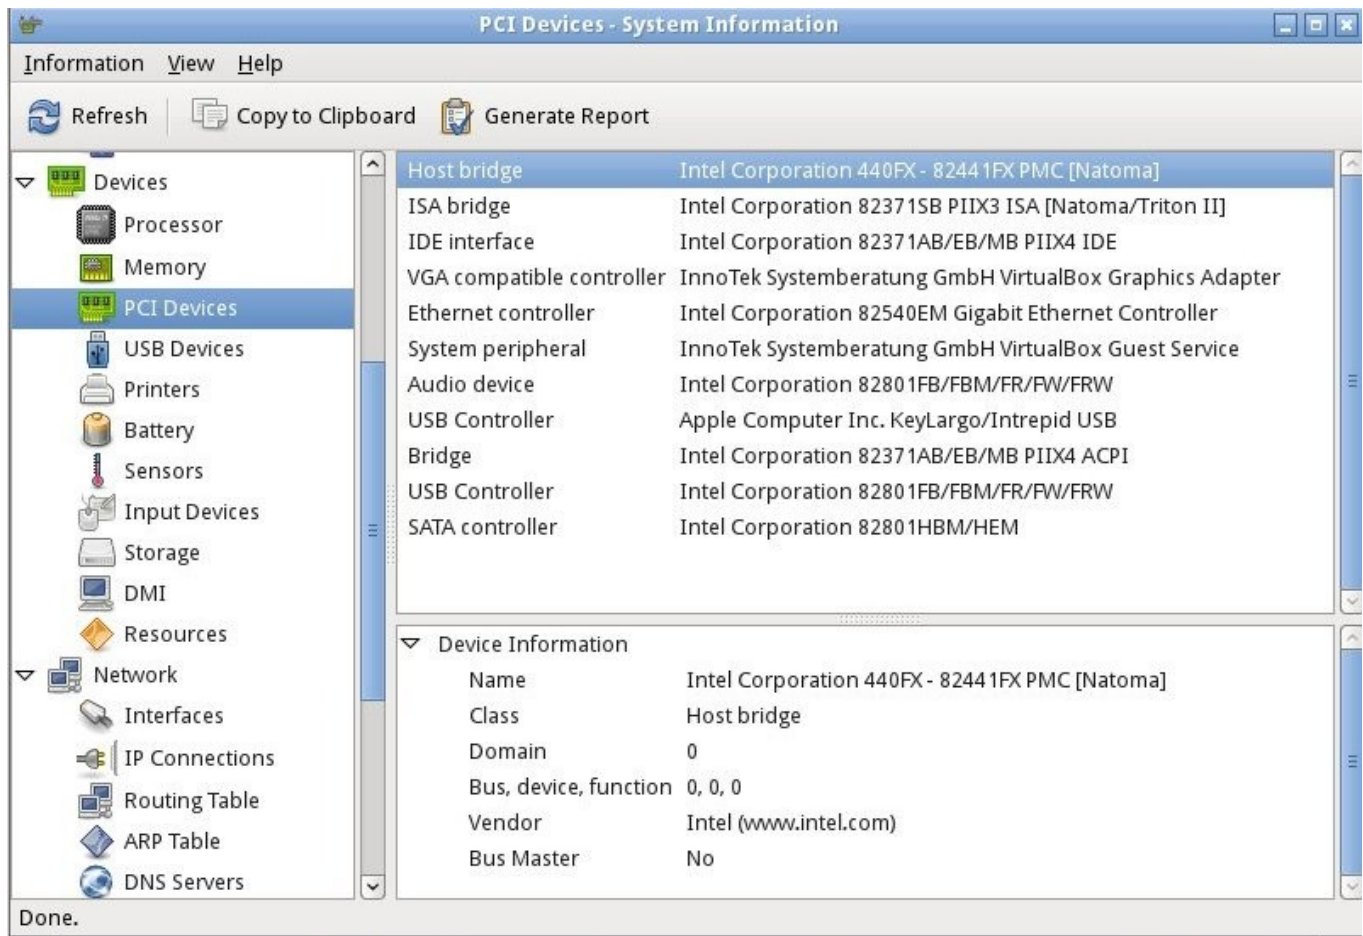 PCI Devices - System Information
Information View Help
Refresh Copy to Clipboard Generate Report
Devices
Processor
Memory
PCI Devices
USB Devices
Printers
Battery
Sensors
Input Devices
Storage
DMI
Resources
Network
Interfaces
IP Connections
Routing Table
ARP Table
DNS Servers
Host bridge Intel Corporation 440FX - 82441FX PMC [Natoma]
ISA bridge Intel Corporation 82371SB PIIX3 ISA [Natoma/Triton II]
IDE interface Intel Corporation 82371AB/EB/MB PIIX4 IDE
VGA compatible controller InnoTek Systemberatung GmbH VirtualBox Graphics Adapter
Ethernet controller Intel Corporation 82540EM Gigabit Ethernet Controller
System peripheral InnoTek Systemberatung GmbH VirtualBox Guest Service
Audio device Intel Corporation 82801FB/FBM/FR/FW/FRW
USB Controller Apple Computer Inc. KeyLargo/Intrepid USB
Bridge Intel Corporation 82371AB/EB/MB PIIX4 ACPI
USB Controller Intel Corporation 82801FB/FBM/FR/FW/FRW
SATA controller Intel Corporation 82801HBM/HEM
Device Information
Name Intel Corporation 440FX - 82441FX PMC [Natoma]
Class Host bridge
Domain 0
Bus, device, function 0, 0, 0
Vendor Intel (www.intel.com)
Bus Master No
Done.